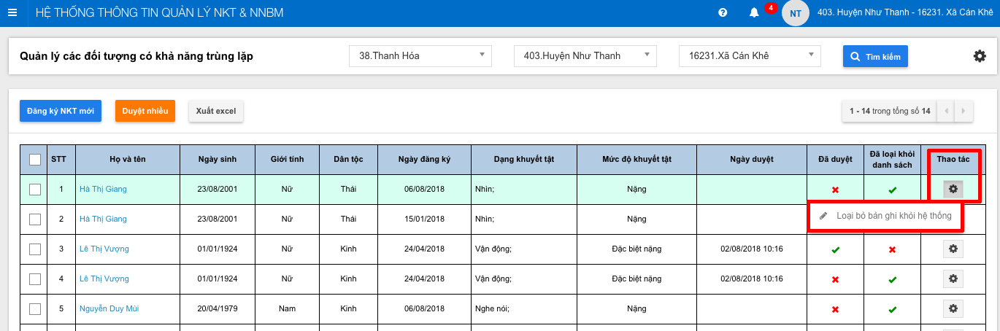 HỆ THỐNG THÔNG TIN QUẢN LÝ NKT & NNBM
4
NT
403. Huyện Như Thanh - 16231. Xã Cán Khê
Quản lý các đối tượng có khả năng trùng lặp
38.Thanh Hóa
403.Huyện Như Thanh
16231.Xã Cán Khê
Tìm kiếm
Đăng ký NKT mới
Duyệt nhiều
Xuất excel
1 - 14 trong tổng số 14
STT Họ và tên Ngày sinh Giới tính Dân tộc Ngày đăng ký Dạng khuyết tật Mức độ khuyết tật Ngày duyệt Đã duyệt Đã loại khỏi danh sách Thao tác
1 Hà Thị Giang 23/08/2001 Nữ Thái 06/08/2018 Nhìn; Nặng
2 Hà Thị Giang 23/08/2001 Nữ Thái 15/01/2018 Nhìn; Nặng
Loại bỏ bản ghi khỏi hệ thống
3 Lê Thị Vượng 01/01/1924 Nữ Kinh 24/04/2018 Vận động; Đặc biệt nặng 02/08/2018 10:16
4 Lê Thị Vượng 01/01/1924 Nữ Kinh 24/04/2018 Vận động; Đặc biệt nặng 02/08/2018 10:16
5 Nguyễn Duy Mùi 20/04/1979 Nam Kinh 06/08/2018 Nghe nói; Nặng